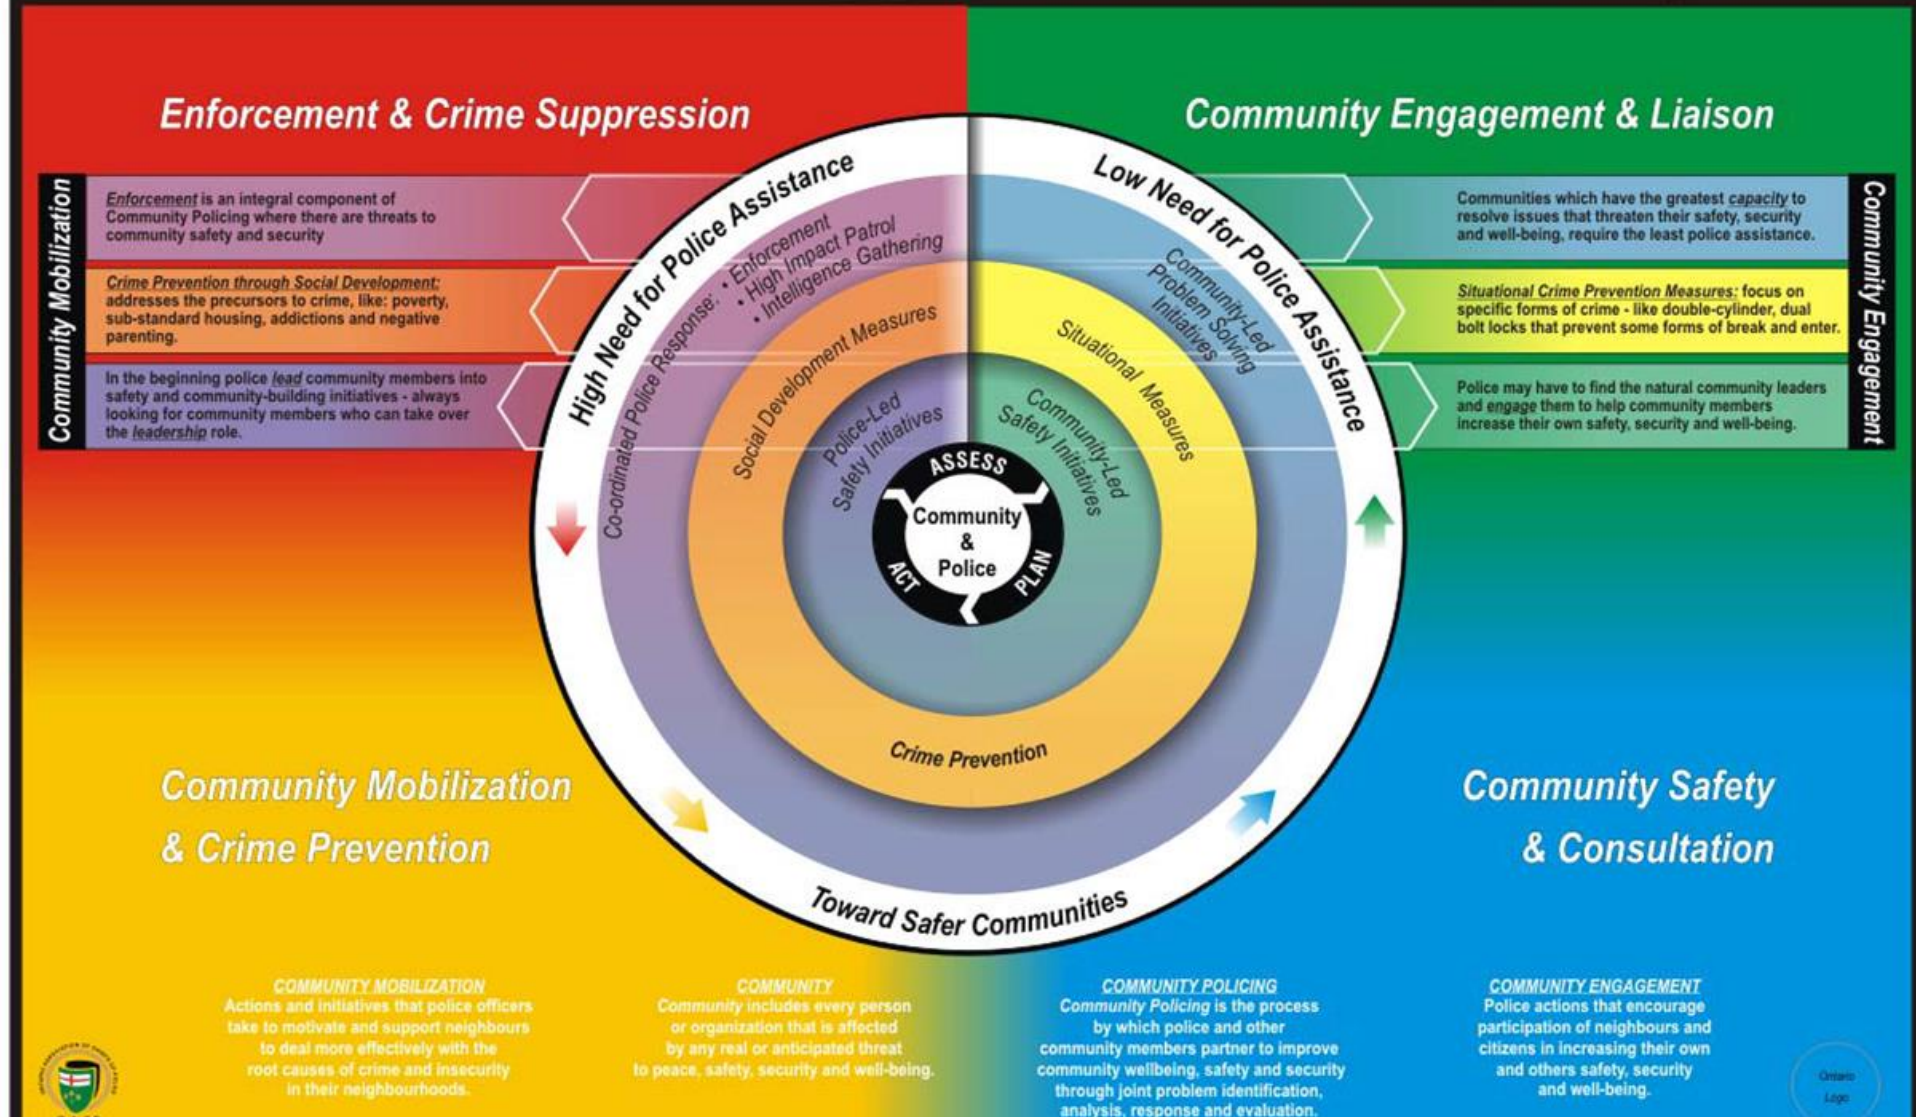 Enforcement & Crime Suppression
Community Engagement & Liaison
Community Mobilization
Enforcement is an integral component of
Community Policing where there are threats to
community safety and security
Crime Prevention through Social Development:
addresses the precursors to crime, like: poverty,
sub-standard housing, addictions and negative
parenting.
In the beginning police lead community members into
safety and community-building initiatives - always
looking for community members who can take over
the leadership role.
High Need for Police Assistance
Co-ordinated Police Response:
• Enforcement
• High Impact Patrol
• Intelligence Gathering
Social Development Measures
Police-Led
Safety Initiatives
Low Need for Police Assistance
Community-Led
Problem Solving
Initiatives
Situational Measures
Community-Led
Safety Initiatives
ASSESS
PLAN
ACT
Community
&
Police
Crime Prevention
Toward Safer Communities
Communities which have the greatest capacity to
resolve issues that threaten their safety, security
and well-being, require the least police assistance.
Situational Crime Prevention Measures: focus on
specific forms of crime - like double-cylinder, dual
bolt locks that prevent some forms of break and enter.
Police may have to find the natural community leaders
and engage them to help community members
increase their own safety, security and well-being.
Community Engagement
Community Mobilization
& Crime Prevention
Community Safety
& Consultation
COMMUNITY MOBILIZATION
Actions and initiatives that police officers
take to motivate and support neighbours
to deal more effectively with the
root causes of crime and insecurity
in their neighbourhoods.
COMMUNITY
Community includes every person
or organization that is affected
by any real or anticipated threat
to peace, safety, security and well-being.
COMMUNITY POLICING
Community Policing is the process
by which police and other
community members partner to improve
community wellbeing, safety and security
through joint problem identification,
analysis, response and evaluation.
COMMUNITY ENGAGEMENT
Police actions that encourage
participation of neighbours and
citizens in increasing their own
and others safety, security
and well-being.
Ontario
Logo